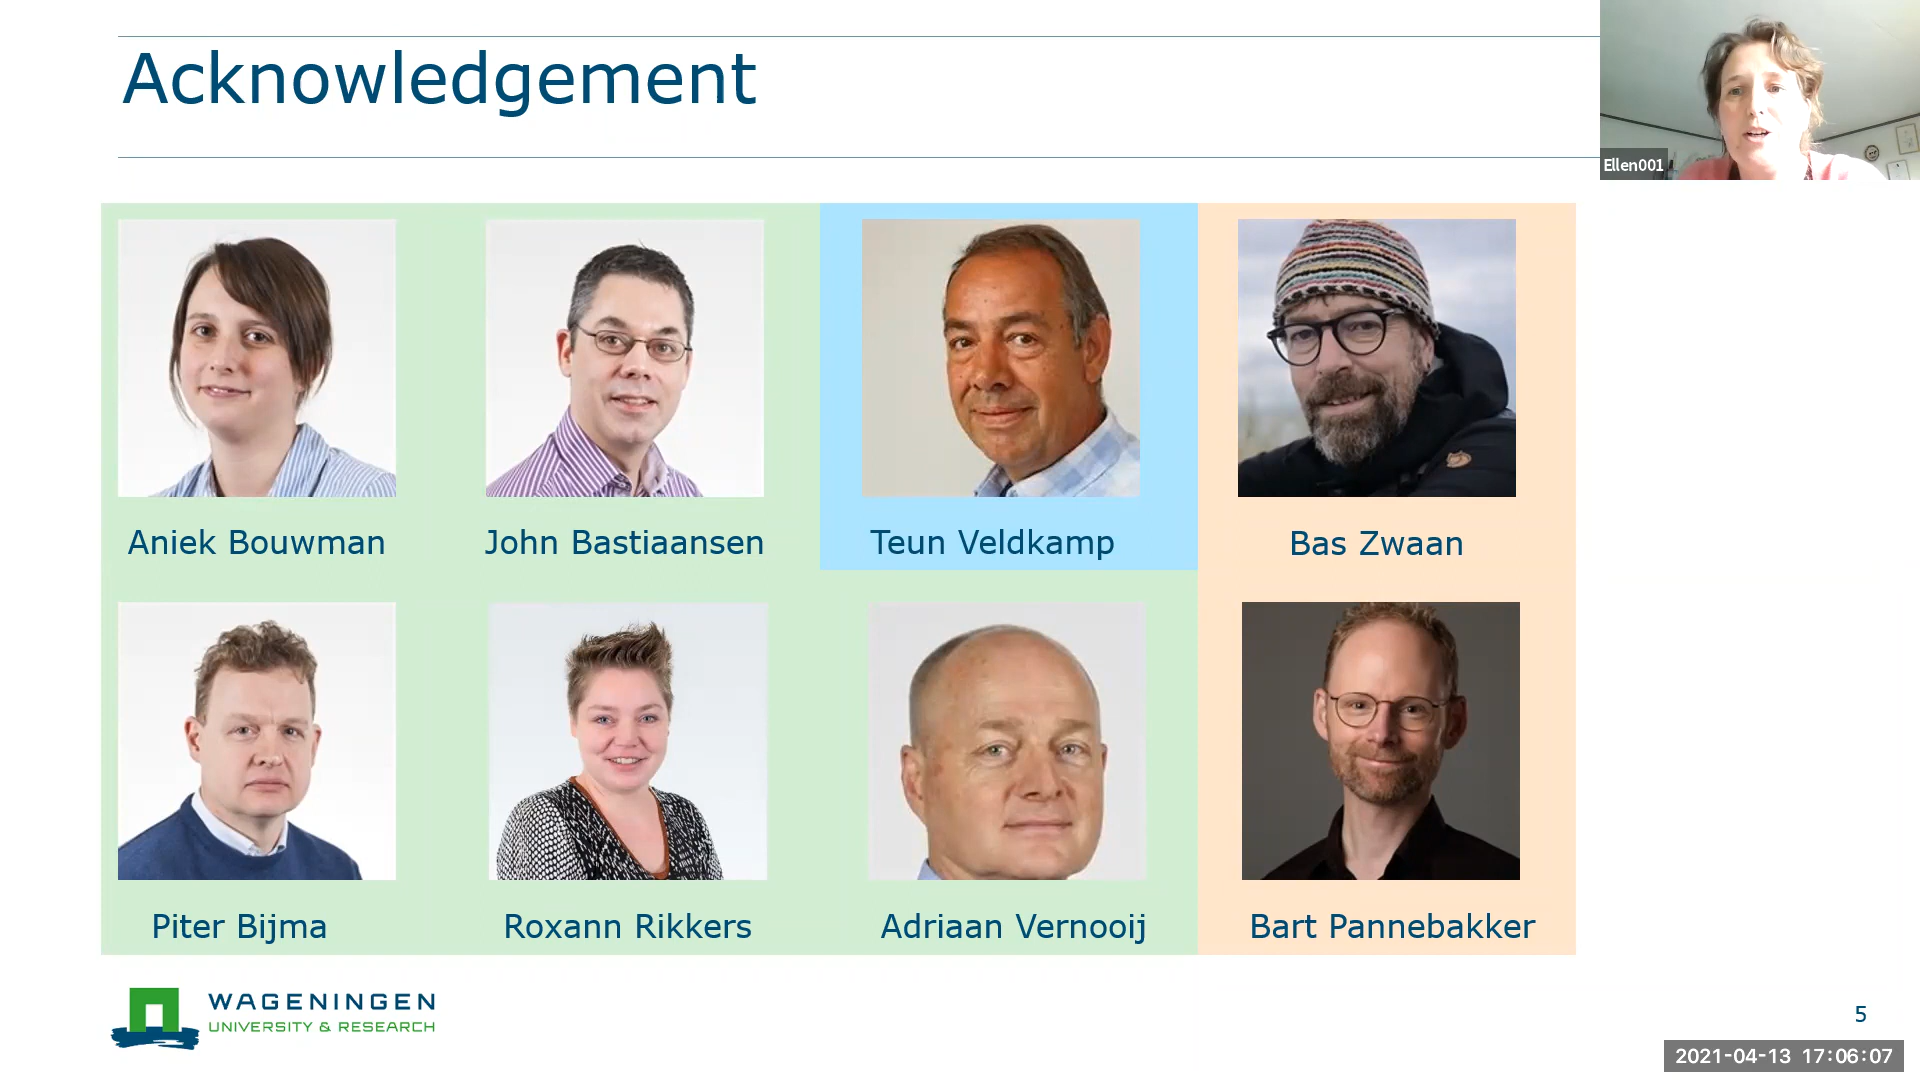 Acknowledgement
Ellen001
Aniek Bouwman
John Bastiaansen
Teun Veldkamp
Bas Zwaan
Piter Bijma
Roxann Rikkers
Adriaan Vernooij
Bart Pannebakker
WAGENINGEN
UNIVERSITY & RESEARCH
5
2021-04-13 17:06:07